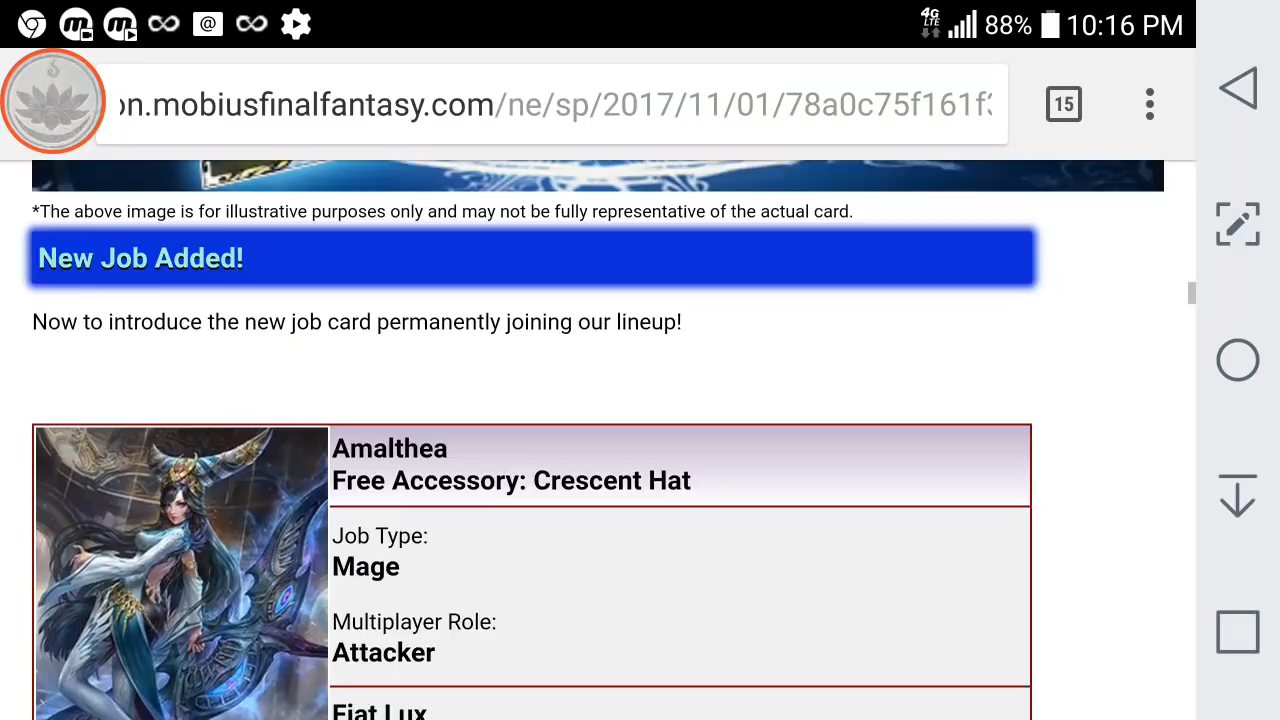 4G
LTE
88%
10:16 PM
on.mobiusfinalfantasy.com/ne/sp/2017/11/01/78a0c75f161f
15
*The above image is for illustrative purposes only and may not be fully representative of the actual card.
New Job Added!
Now to introduce the new job card permanently joining our lineup!
Amalthea
Free Accessory: Crescent Hat
Job Type:
Mage
Multiplayer Role:
Attacker
Fiat Lux